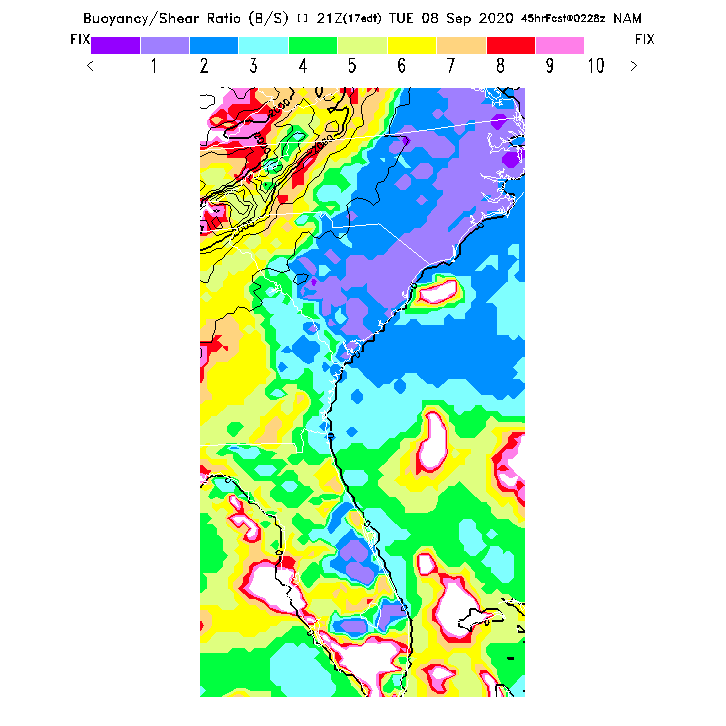 Buoyancy/Shear Ratio (B/S) [] 21Z(17edt) TUE 08 Sep 2020 45hrFcst@0228z NAM
FIX FIX
< 1 2 3 4 5 6 7 8 9 10 >